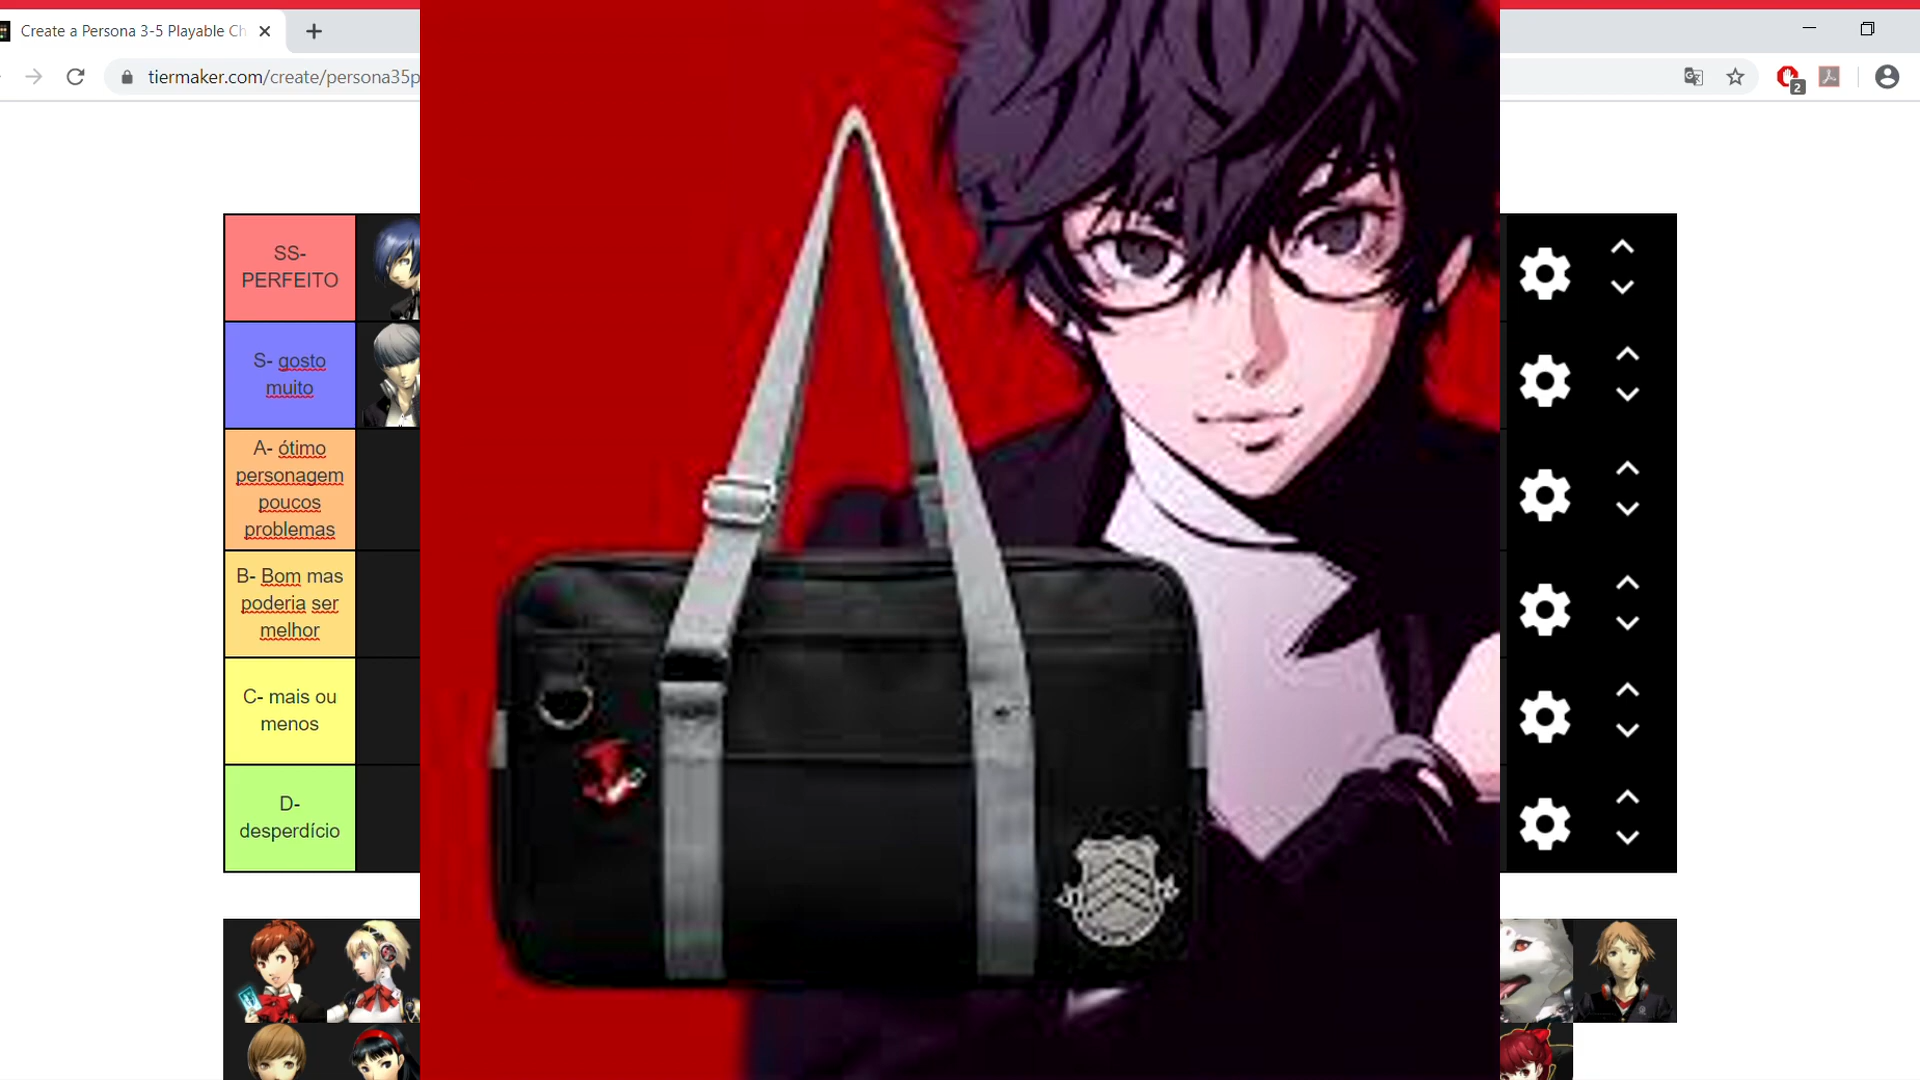 Create a Persona 3-5 Playable Ch
tiermaker.com/create/persona35p
2
SS-
PERFEITO
S- gosto
muito
A- ótimo
personagem
poucos
problemas
B- Bom mas
poderia ser
melhor
C- mais ou
menos
D-
desperdício